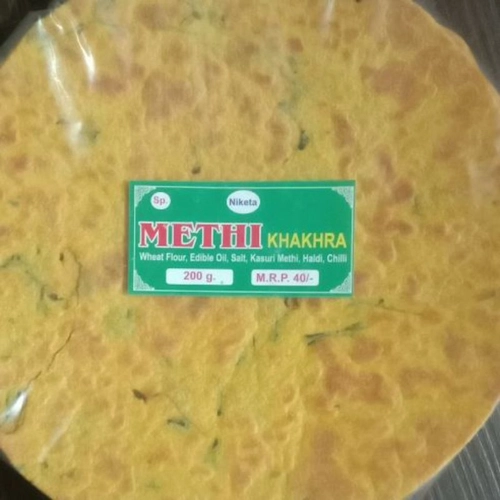 Sp.
Niketa
METHI KHAKHRA
Wheat Flour, Edible Oil, Salt, Kasuri Methi. Haldi, Chilli
200 g.
M.R.P. 40/-